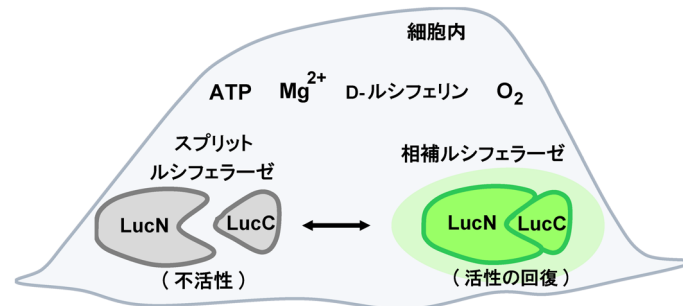 細胞内
ATP Mg2+ D-ルシフェリン O2
スプリット
ルシフェラーゼ
相補ルシフェラーゼ
LucN LucC LucN LucC
(不活性) (活性の回復)